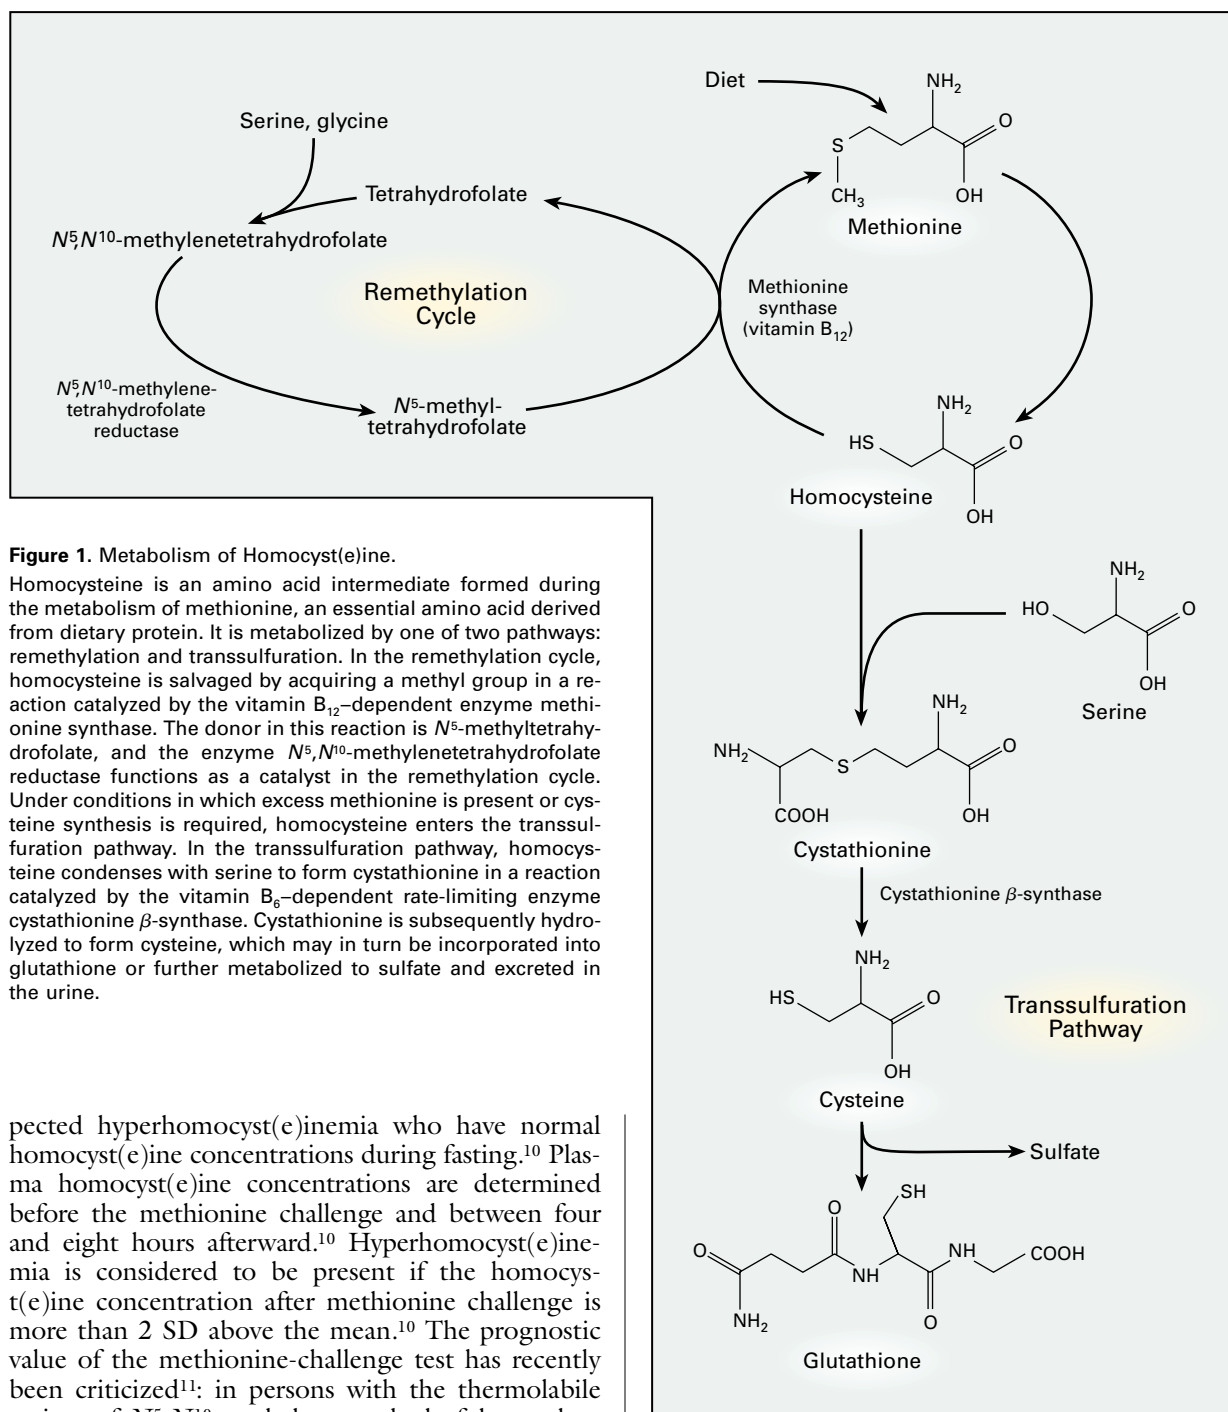 Diet
NH₂
O
S
CH₃
OH
Methionine
Serine, glycine
Tetrahydrofolate
N⁵,N¹⁰-methylenetetrahydrofolate
Remethylation
Cycle
Methionine
synthase
(vitamin B₁₂)
N⁵,N¹⁰-methylene-
tetrahydrofolate
reductase
N⁵-methyl-
tetrahydrofolate
NH₂
HS
O
OH
Homocysteine
NH₂
HO
O
OH
Serine
NH₂
NH₂
O
S
COOH
OH
Cystathionine
Cystathionine β-synthase
NH₂
HS
O
OH
Cysteine
Transsulfuration
Pathway
Sulfate
SH
O
O
NH
NH
COOH
NH₂
O
Glutathione
Figure 1. Metabolism of Homocyst(e)ine.
Homocysteine is an amino acid intermediate formed during
the metabolism of methionine, an essential amino acid derived
from dietary protein. It is metabolized by one of two pathways:
remethylation and transsulfuration. In the remethylation cycle,
homocysteine is salvaged by acquiring a methyl group in a re-
action catalyzed by the vitamin B₁₂–dependent enzyme methi-
onine synthase. The donor in this reaction is N⁵-methyltetrahy-
drofolate, and the enzyme N⁵,N¹⁰-methylenetetrahydrofolate
reductase functions as a catalyst in the remethylation cycle.
Under conditions in which excess methionine is present or cys-
teine synthesis is required, homocysteine enters the transsul-
furation pathway. In the transsulfuration pathway, homocys-
teine condenses with serine to form cystathionine in a reaction
catalyzed by the vitamin B₆–dependent rate-limiting enzyme
cystathionine β-synthase. Cystathionine is subsequently hydro-
lyzed to form cysteine, which may in turn be incorporated into
glutathione or further metabolized to sulfate and excreted in
the urine.
pected hyperhomocyst(e)inemia who have normal
homocyst(e)ine concentrations during fasting.¹⁰ Plas-
ma homocyst(e)ine concentrations are determined
before the methionine challenge and between four
and eight hours afterward.¹⁰ Hyperhomocyst(e)ine-
mia is considered to be present if the homocys-
t(e)ine concentration after methionine challenge is
more than 2 SD above the mean.¹⁰ The prognostic
value of the methionine-challenge test has recently
been criticized¹¹: in persons with the thermolabile